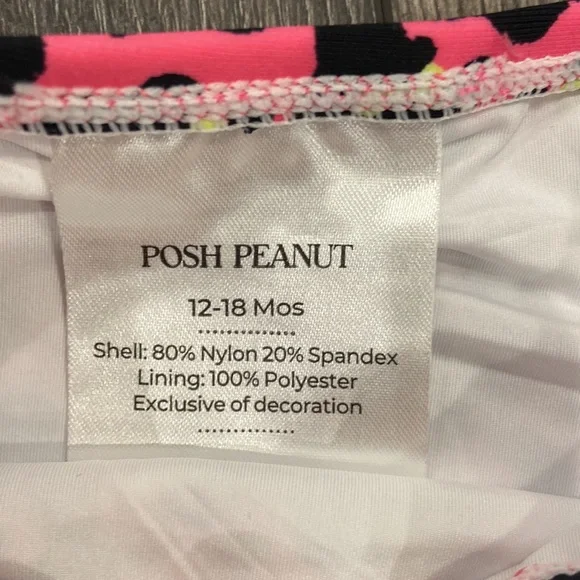 POSH PEANUT
12-18 Mos
Shell: 80% Nylon 20% Spandex
Lining: 100% Polyester
Exclusive of decoration